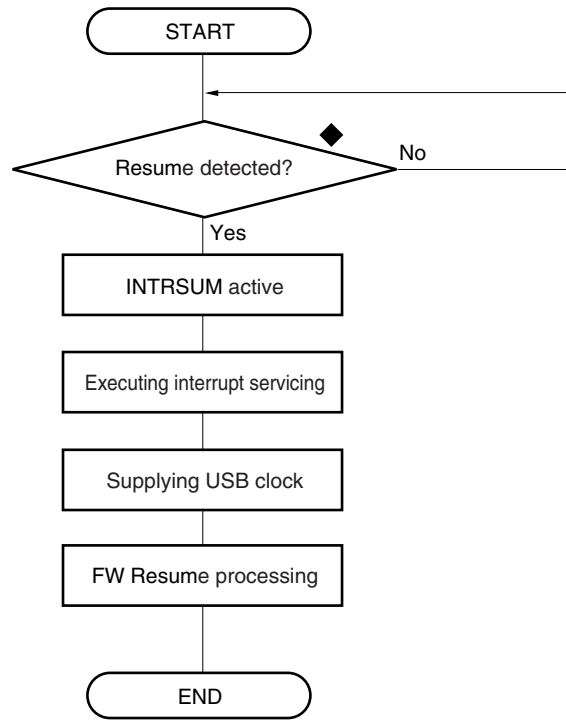 START
Resume detected?
No
Yes
INTRSUM active
Executing interrupt servicing
Supplying USB clock
FW Resume processing
END